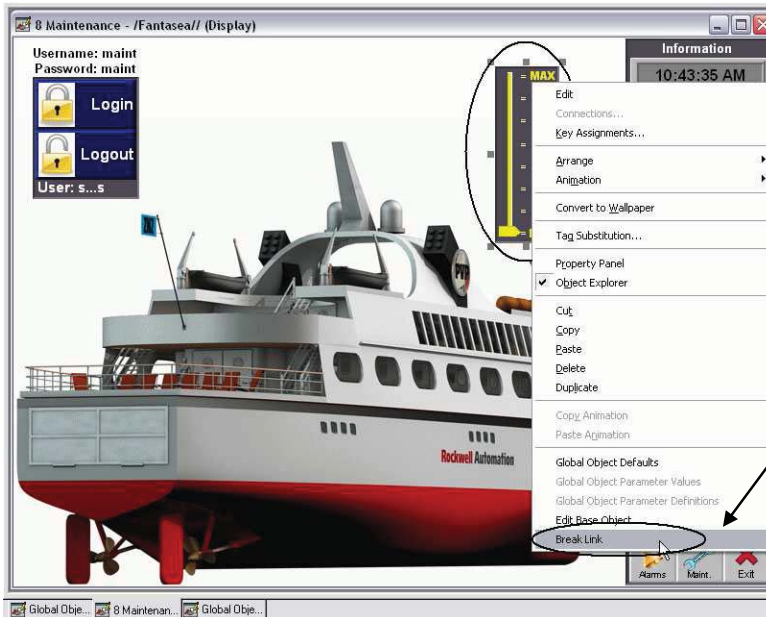 8 Maintenance - /Fantasea// (Display)
Username: maint
Password: maint
Login
Logout
User: s...s
MAX
Information
10:43:35 AM
Edit
Connections...
Key Assignments...
Arrange
Animation
Convert to Wallpaper
Tag Substitution...
Property Panel
Object Explorer
Cut
Copy
Paste
Delete
Duplicate
Copy Animation
Paste Animation
Global Object Defaults
Global Object Parameter Values
Global Object Parameter Definitions
Edit Base Object
Break Link
PVP
Rockwell Automation
Alarms
Maint.
Exit
Global Obje...
8 Maintenan...
Global Obje...